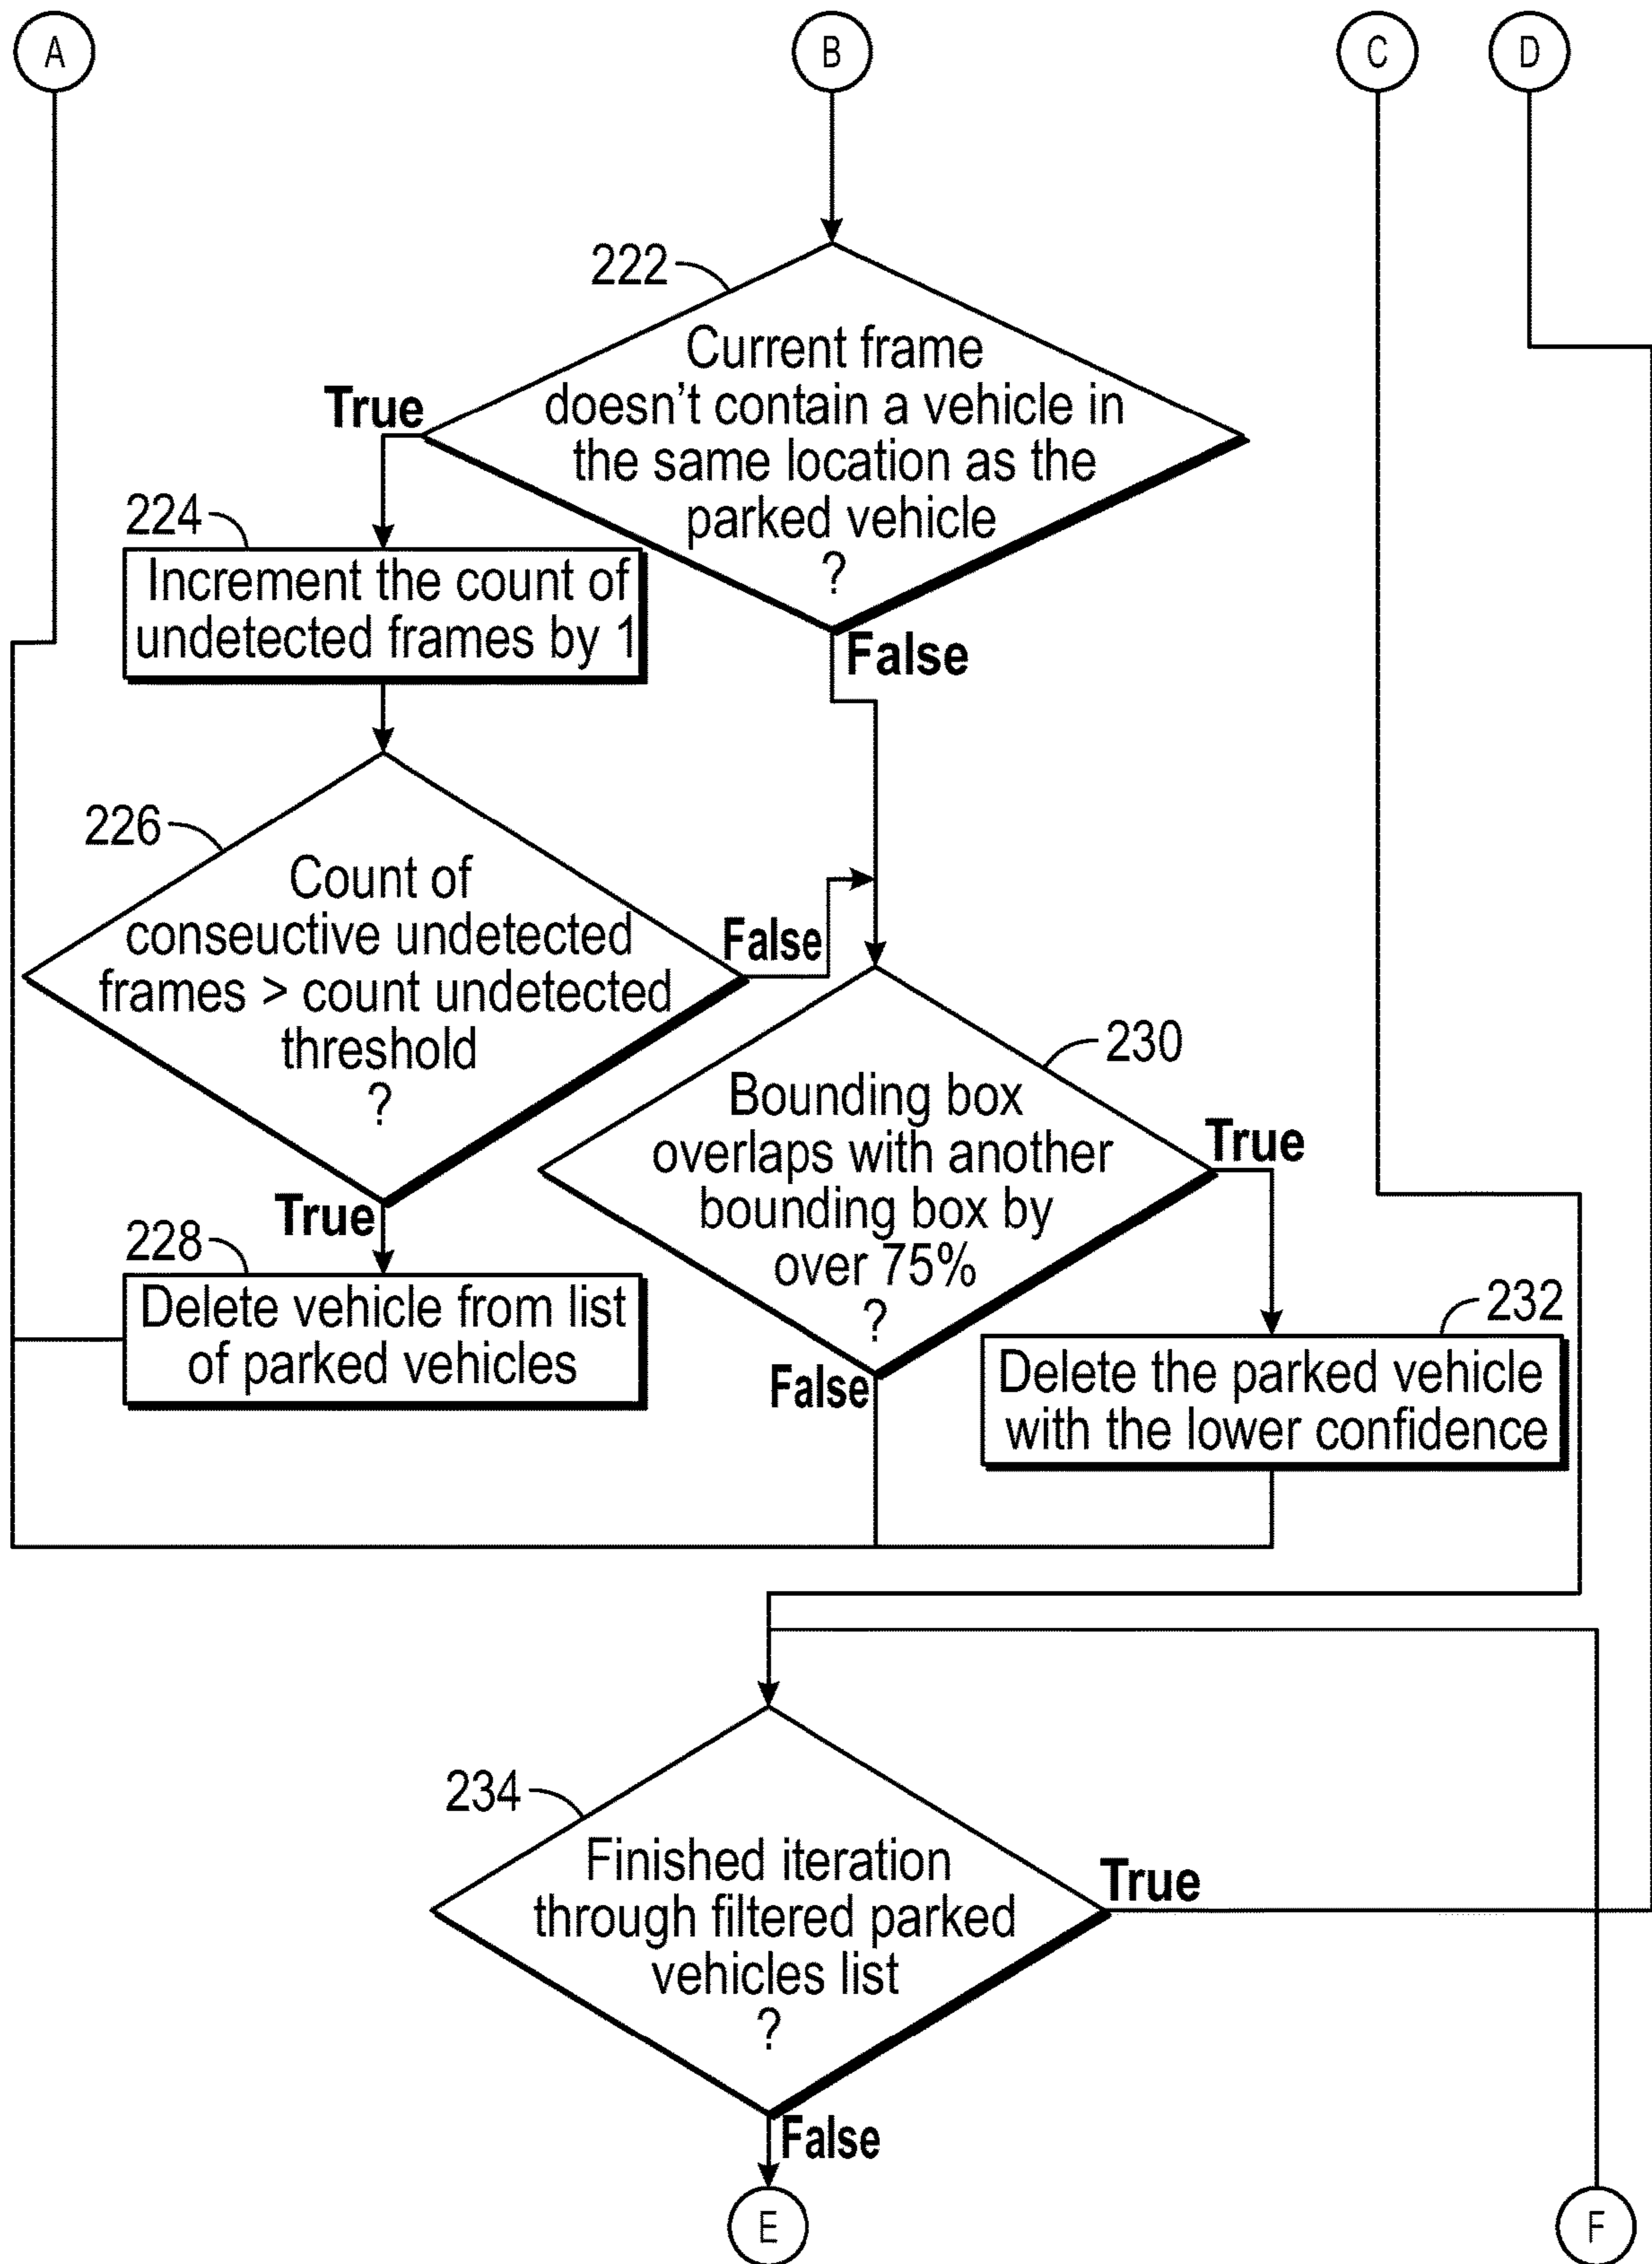 A
B
C
D
222
Current frame
doesn't contain a vehicle in
the same location as the
parked vehicle
?
True
False
224
Increment the count of
undetected frames by 1
226
Count of
conseuctive undetected
frames > count undetected
threshold
?
False
True
228
Delete vehicle from list
of parked vehicles
230
Bounding box
overlaps with another
bounding box by
over 75%
?
True
False
232
Delete the parked vehicle
with the lower confidence
234
Finished iteration
through filtered parked
vehicles list
?
True
False
E
F